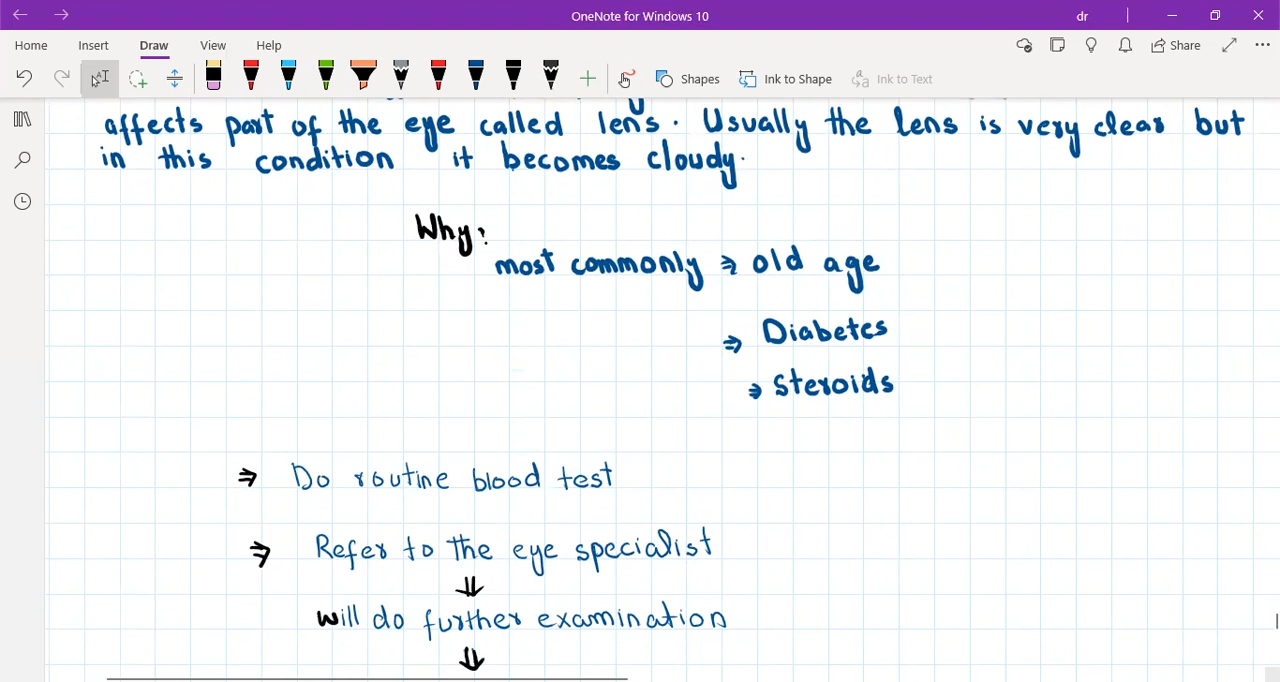 OneNote for Windows 10
dr
Home Insert Draw View Help
Share
Shapes Ink to Shape Ink to Text
affects part of the eye called lens. Usually the lens is very clear but
in this condition it becomes cloudy.
Why?
most commonly ⇒ old age
⇒ Diabetes
⇒ Steroids
⇒ Do routine blood test
⇒ Refer to the eye specialist
⇓
will do further examination
⇓